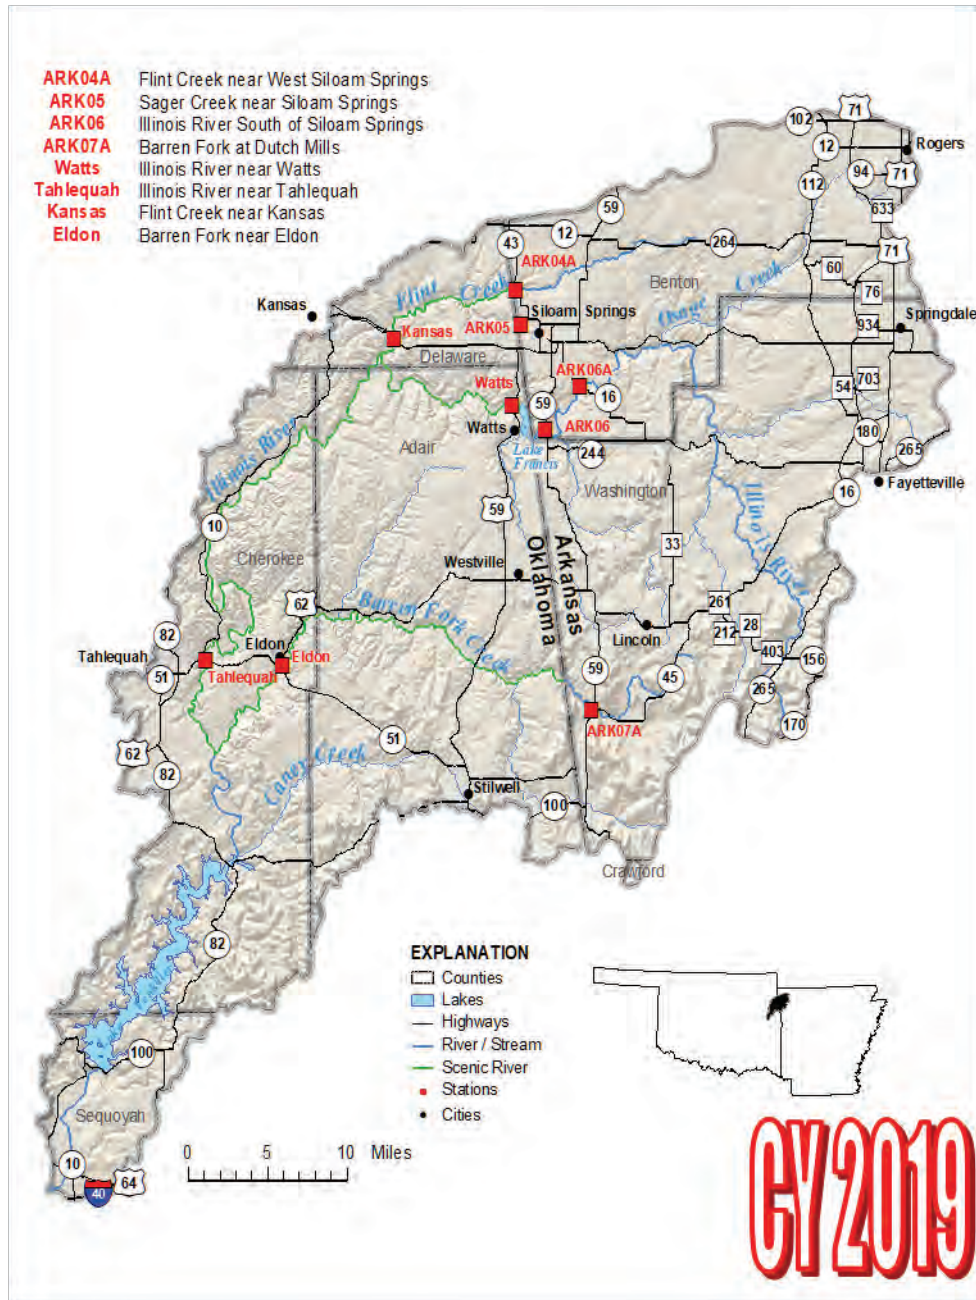 ARK04A Flint Creek near West Siloam Springs
ARK05 Sager Creek near Siloam Springs
ARK06 Illinois River South of Siloam Springs
ARK07A Barren Fork at Dutch Mills
Watts Illinois River near Watts
Tahlequah Illinois River near Tahlequah
Kansas Flint Creek near Kansas
Eldon Barren Fork near Eldon
71
102
12
Rogers
94
71
112
59
633
12
43
264
71
ARK04A
60
Benton
Flint Creek
Osage Creek
76
Kansas
Siloam Springs
Springdale
934
Kansas
ARK05
Delaware
ARK06A
703
54
Watts
59
16
Watts
ARK06
180
Adair
Lake Francis
244
265
Illinois River
Washington
Fayetteville
16
59
10
Illinois River
33
Arkansas
Oklahoma
Cherokee
Westville
62
Barren Fork Creek
261
28
212
Lincoln
82
Eldon
403
Tahlequah
Eldon
156
51
Tahlequah
59
45
265
ARK07A
170
62
51
82
Caney Creek
Stilwell
100
Crawford
82
EXPLANATION
Counties
Lakes
Highways
River / Stream
Scenic River
Stations
Cities
100
Sequoyah
0 5 10 Miles
10
40
64
CY 2019